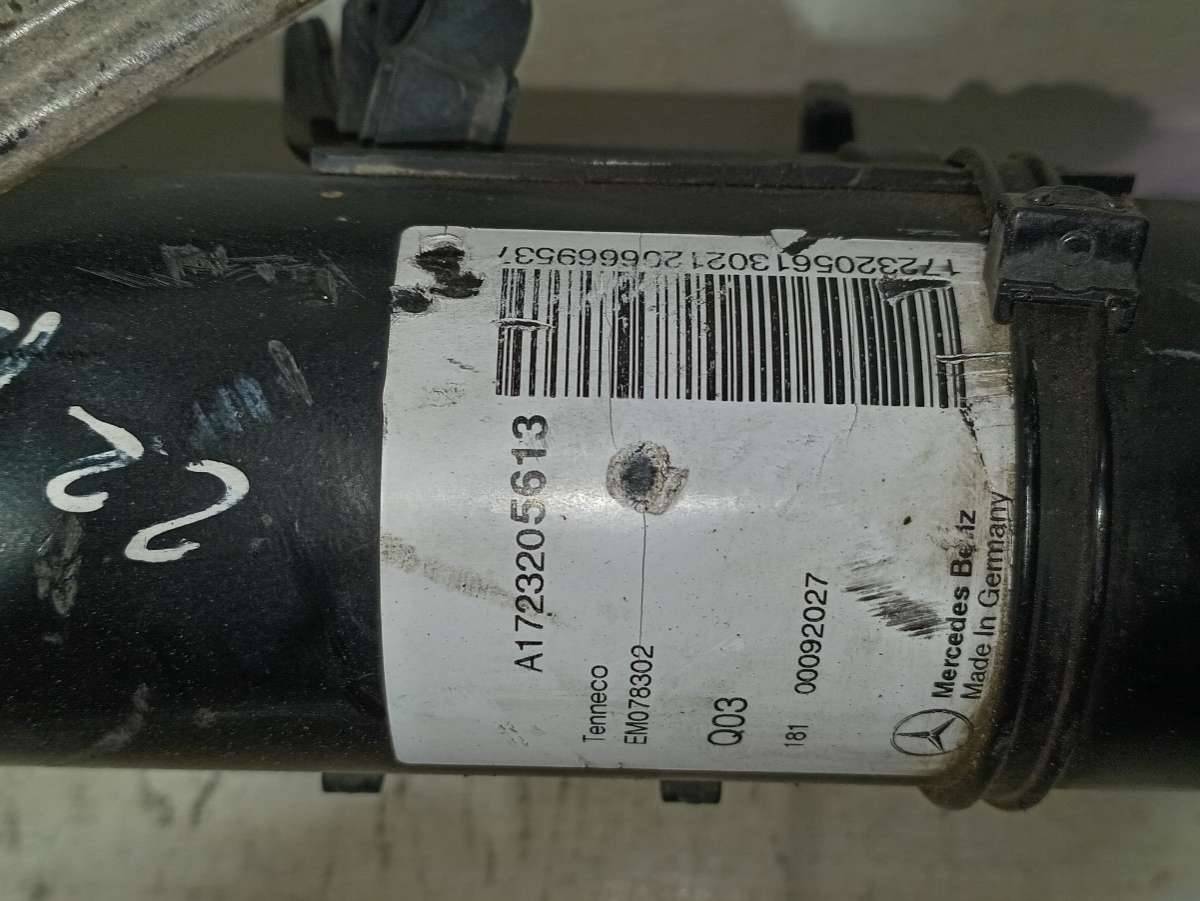 1723205613021206669537
A1723205613
Tenneco
EM078302
Q03
181 00092027
Mercedes Benz
Made In Germany
22